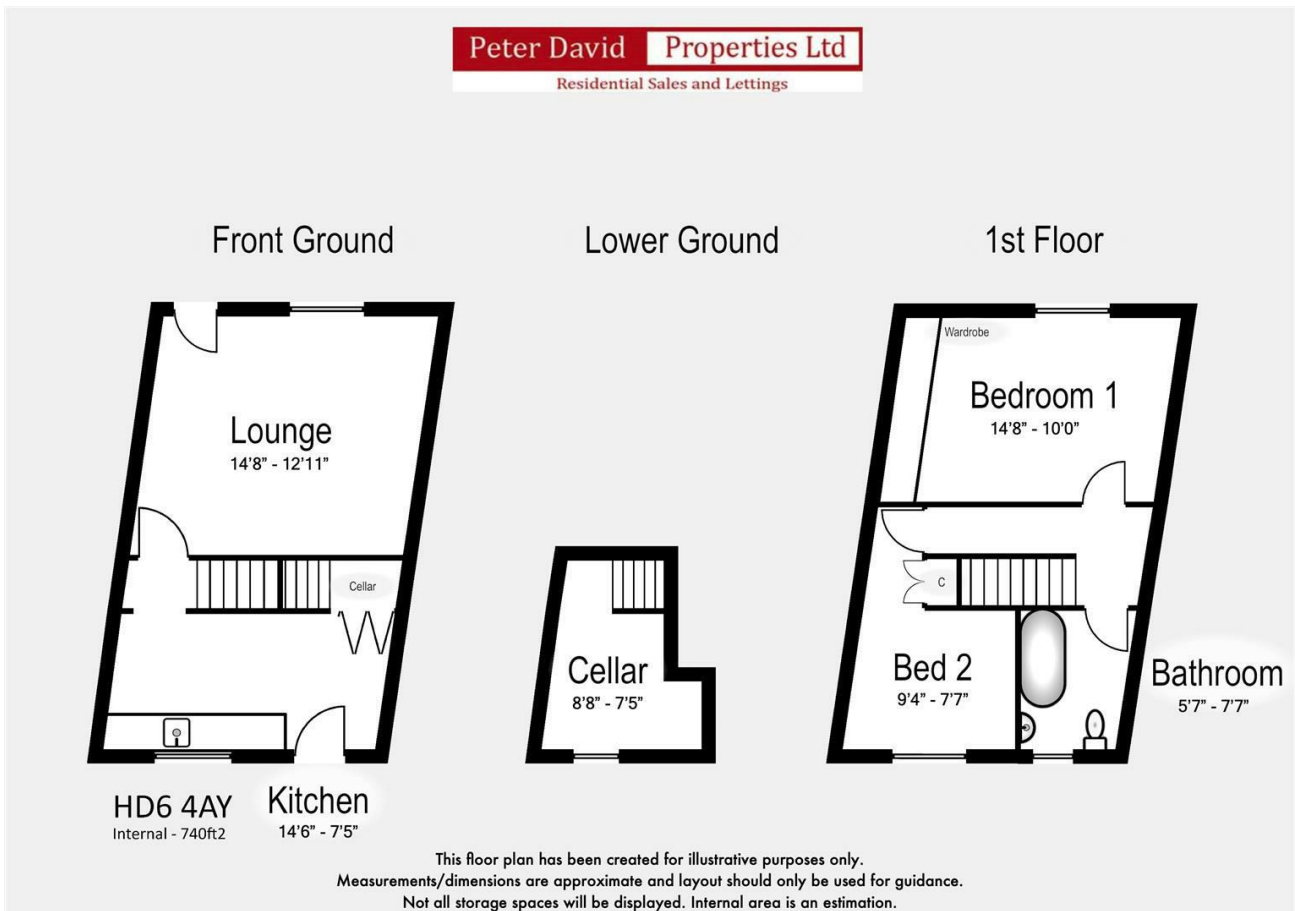 Peter David Properties Ltd
Residential Sales and Lettings
Front Ground
Lower Ground
1st Floor
Lounge
14’8” - 12’11”
Cellar
Kitchen
14’6” - 7’5”
HD6 4AY
Internal - 740ft2
Cellar
8’8” - 7’5”
Wardrobe
Bedroom 1
14’8” - 10’0”
C
Bed 2
9’4” - 7’7”
Bathroom
5’7” - 7’7”
This floor plan has been created for illustrative purposes only.
Measurements/dimensions are approximate and layout should only be used for guidance.
Not all storage spaces will be displayed. Internal area is an estimation.